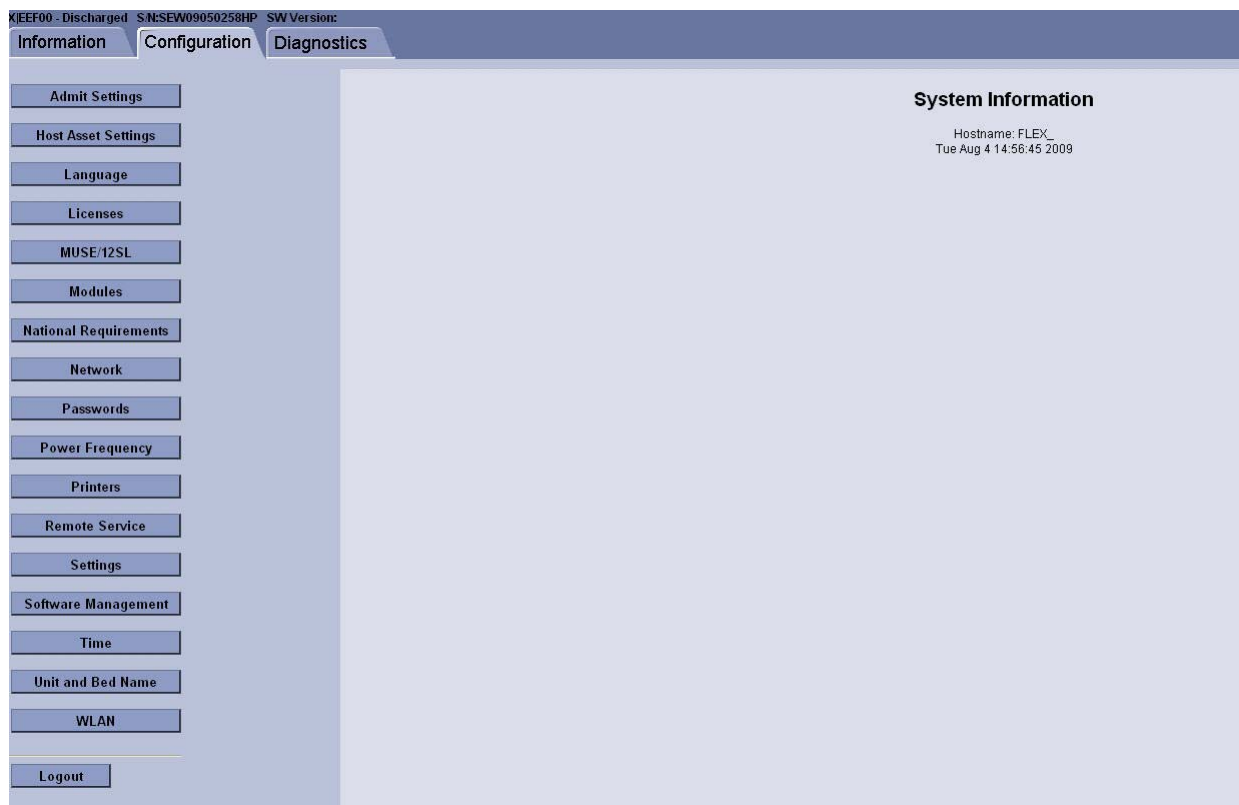 X|EEF00 - Discharged S/N:SEW09050258HP SW Version:
Information Configuration Diagnostics
Admit Settings
Host Asset Settings
Language
Licenses
MUSE/12SL
Modules
National Requirements
Network
Passwords
Power Frequency
Printers
Remote Service
Settings
Software Management
Time
Unit and Bed Name
WLAN
Logout
System Information
Hostname: FLEX_
Tue Aug 4 14:56:45 2009